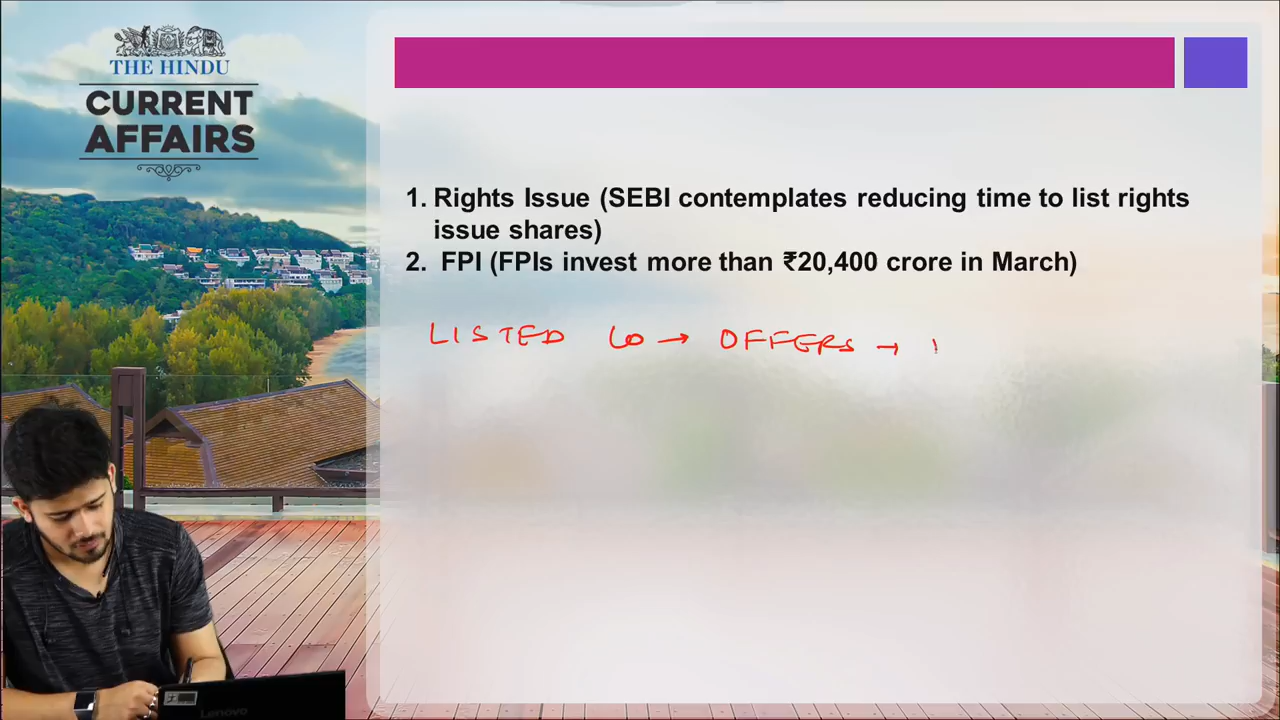 THE HINDU
CURRENT
AFFAIRS
1. Rights Issue (SEBI contemplates reducing time to list rights
issue shares)
2. FPI (FPIs invest more than ₹20,400 crore in March)
LISTED CO → OFFERS →
Lenovo